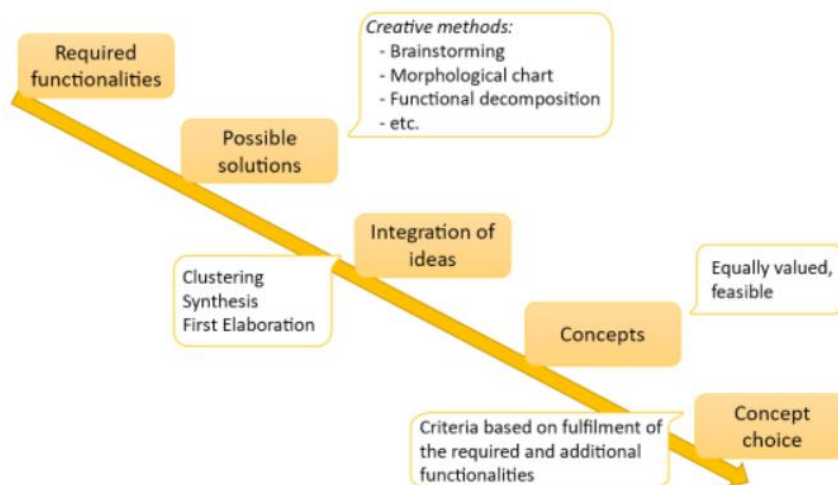 Required
functionalities
Creative methods:
- Brainstorming
- Morphological chart
- Functional decomposition
- etc.
Possible
solutions
Integration of
ideas
Clustering
Synthesis
First Elaboration
Equally valued,
feasible
Concepts
Criteria based on fulfilment of
the required and additional
functionalities
Concept
choice